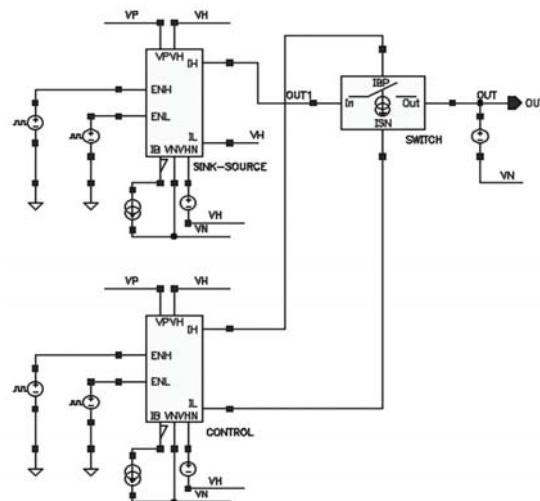 VP VH
VPVH
IH
ENH
ENL
IL
IB VNVHN
VH
SINK-SOURCE
VH
VN
OUT1
IBP
In Out
ISN
SWITCH
OUT
OU
VN
VP VH
VPVH
IH
ENH
ENL
IL
IB VNVHN
CONTROL
VH
VN